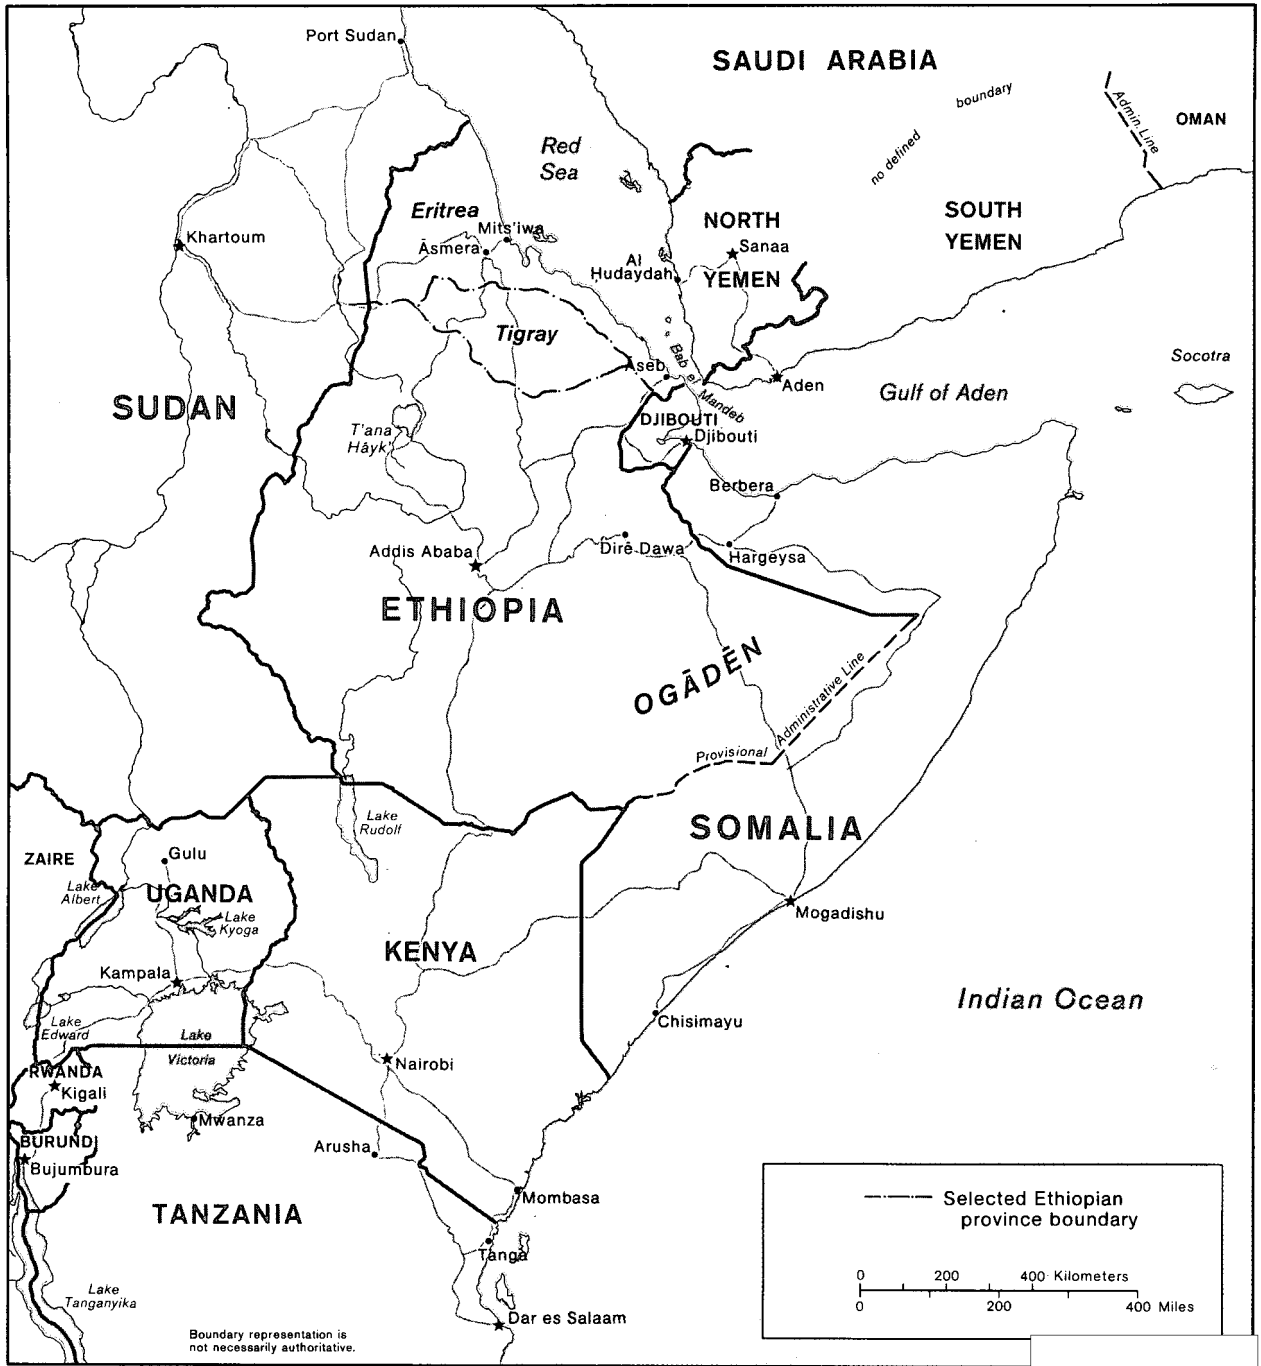 Port Sudan
SAUDI ARABIA
boundary
no defined
Admin. Line
OMAN
Red
Sea
Eritrea
Mits'iwa
Āsmera
Khartoum
NORTH
YEMEN
Sanaa
Al
Ḥudaydah
SOUTH
YEMEN
Tigray
Āseb
Bab el Mandeb
Aden
Gulf of Aden
Socotra
SUDAN
T'ana
Hāyk'
DJIBOUTI
Djibouti
Berbera
Addis Ababa
Dirē Dawa
Hargeysa
ETHIOPIA
OGĀDĒN
Provisional Administrative Line
Lake
Rudolf
SOMALIA
ZAIRE
Gulu
Lake
Albert
UGANDA
Lake
Kyoga
Mogadishu
KENYA
Kampala
Indian Ocean
Lake
Edward
Lake
Victoria
Chisimayu
Nairobi
RWANDA
Kigali
Mwanza
BURUNDI
Bujumbura
Arusha
Mombasa
TANZANIA
Tanga
Lake
Tanganyika
Dar es Salaam
Boundary representation is
not necessarily authoritative.
Selected Ethiopian
province boundary
0 200 400 Kilometers
0 200 400 Miles